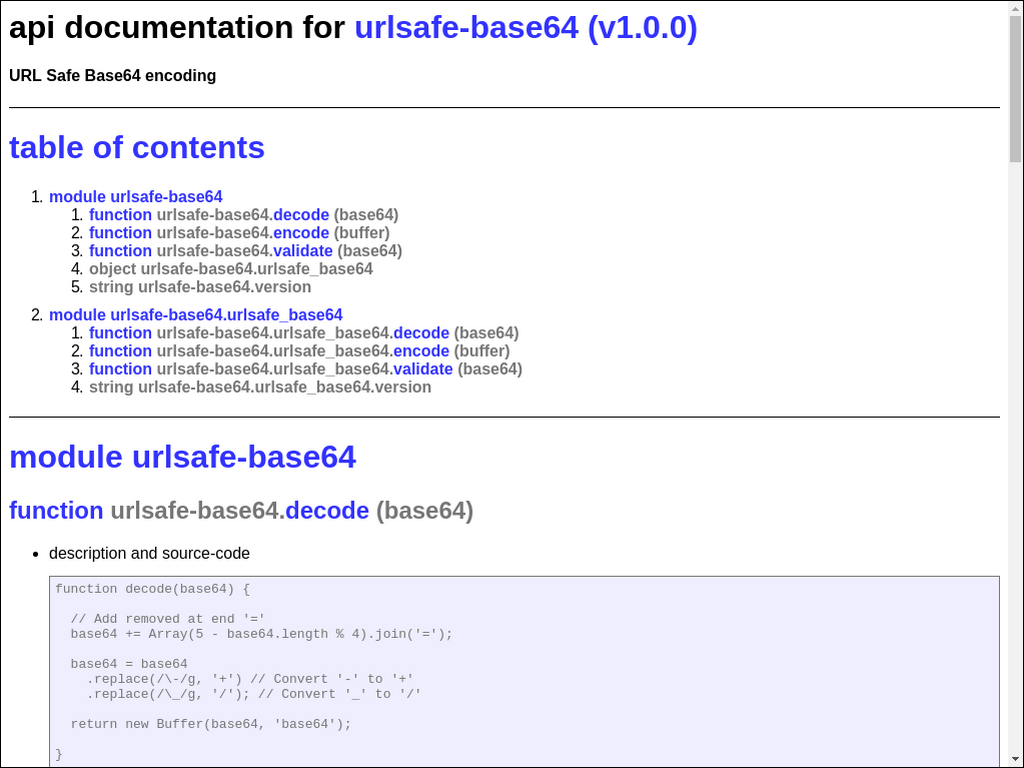 api documentation for urlsafe-base64 (v1.0.0)
URL Safe Base64 encoding
table of contents
1. module urlsafe-base64
1. function urlsafe-base64.decode (base64)
2. function urlsafe-base64.encode (buffer)
3. function urlsafe-base64.validate (base64)
4. object urlsafe-base64.urlsafe_base64
5. string urlsafe-base64.version
2. module urlsafe-base64.urlsafe_base64
1. function urlsafe-base64.urlsafe_base64.decode (base64)
2. function urlsafe-base64.urlsafe_base64.encode (buffer)
3. function urlsafe-base64.urlsafe_base64.validate (base64)
4. string urlsafe-base64.urlsafe_base64.version
module urlsafe-base64
function urlsafe-base64.decode (base64)
• description and source-code
function decode(base64) {
// Add removed at end '='
base64 += Array(5 - base64.length % 4).join('=');
base64 = base64
.replace(/\-/g, '+') // Convert '-' to '+'
.replace(/\_/g, '/'); // Convert '_' to '/'
return new Buffer(base64, 'base64');
}